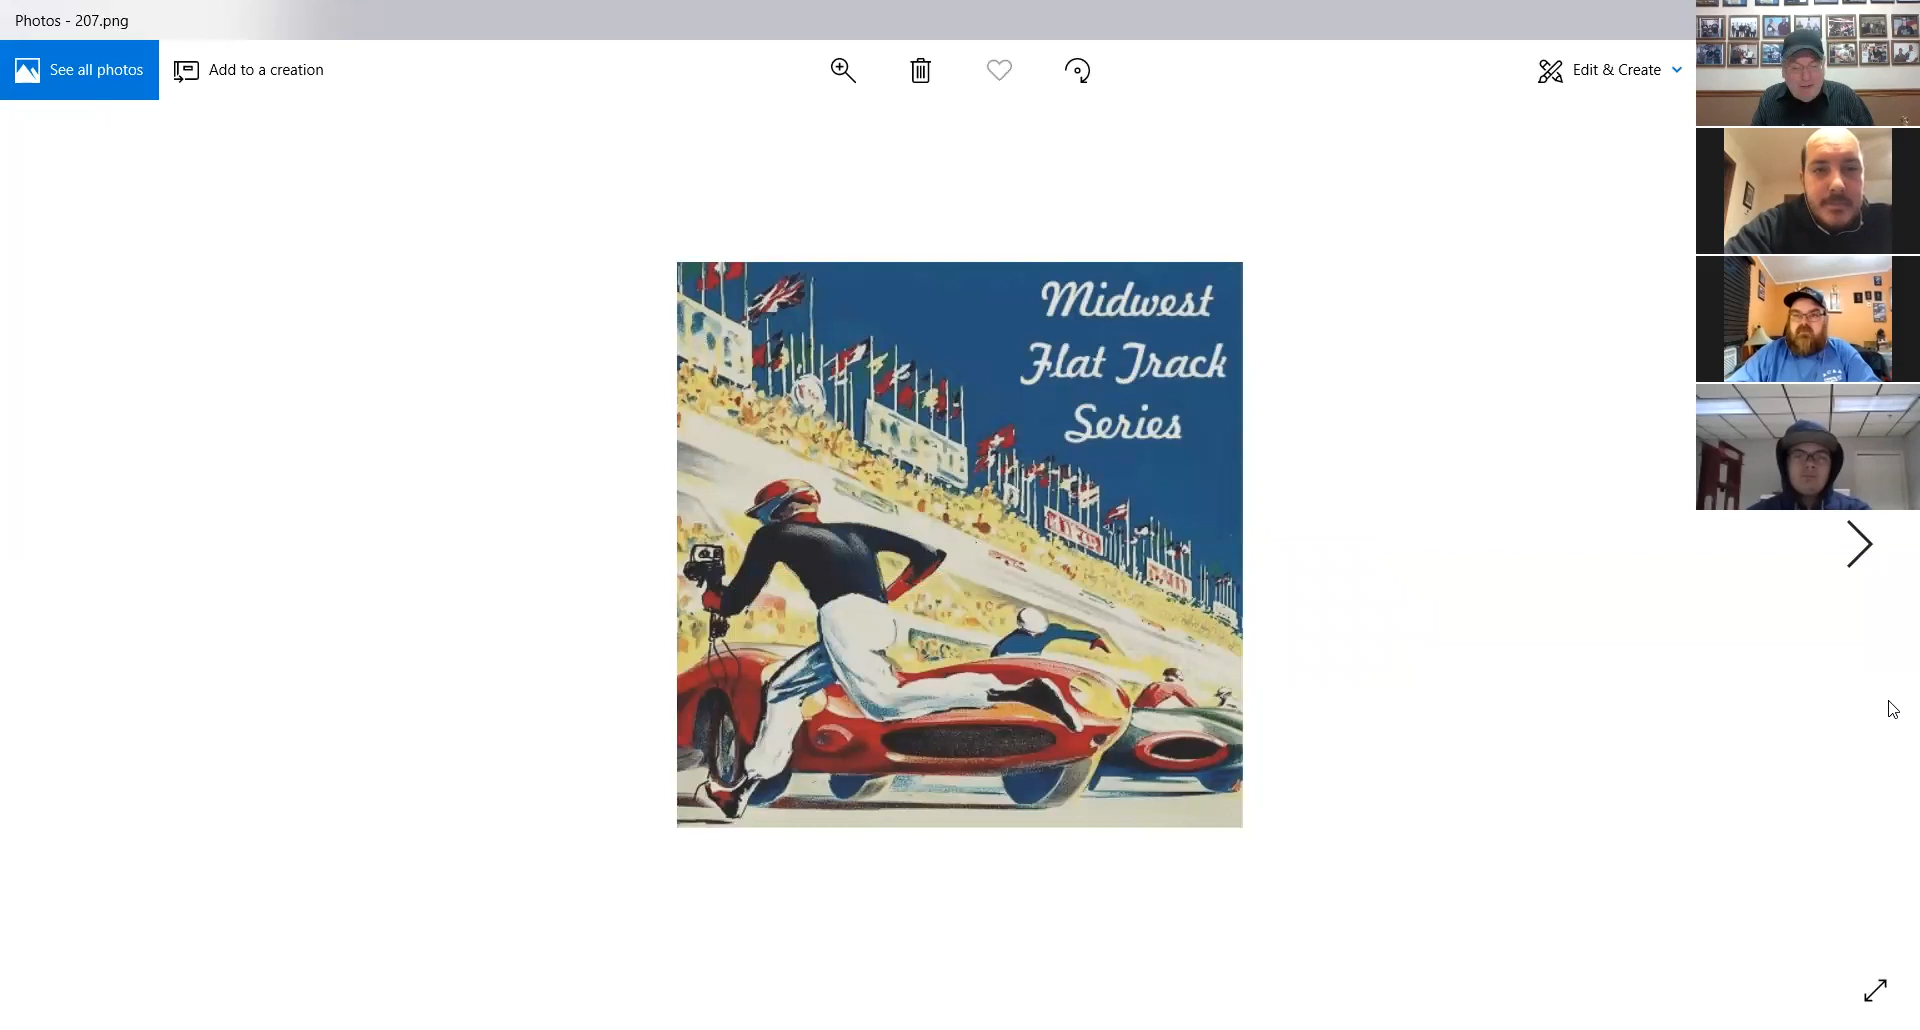 Photos - 207.png
See all photos
Add to a creation
Edit & Create
Midwest
Flat Track
Series